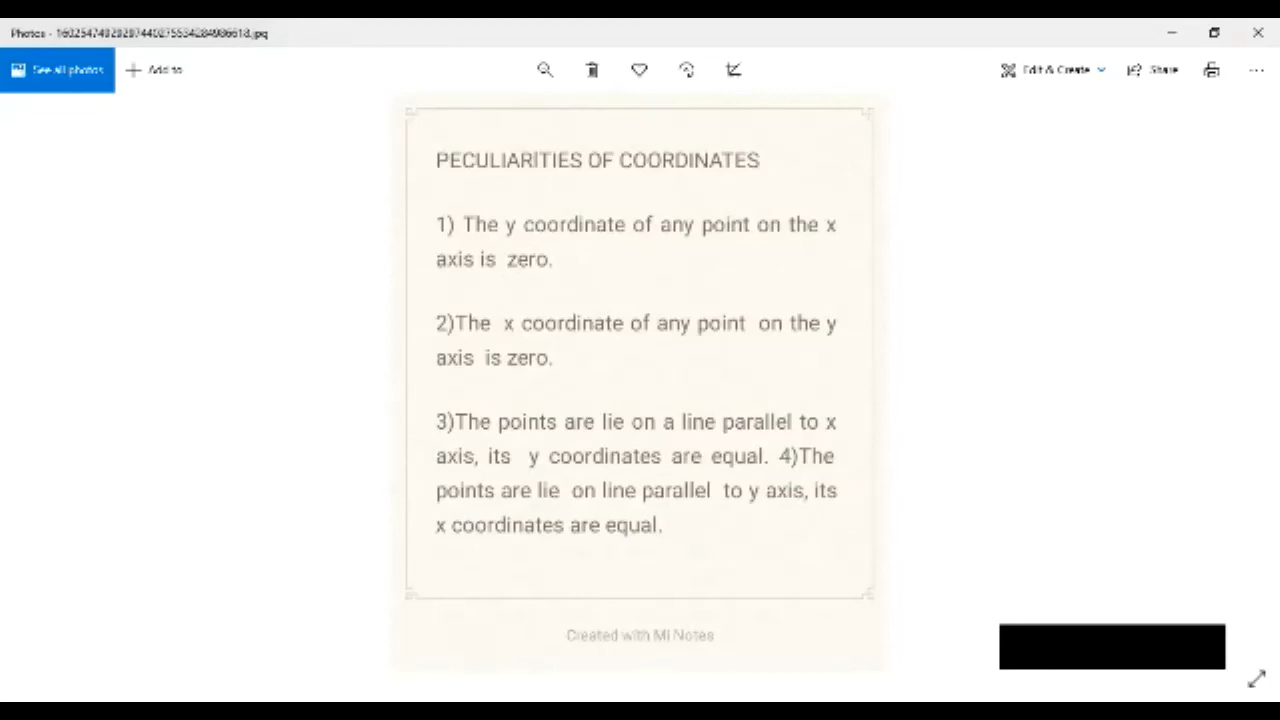 See all photos
Add to
Edit & Create
Share
PECULIARITIES OF COORDINATES
1) The y coordinate of any point on the x
axis is zero.
2)The x coordinate of any point on the y
axis is zero.
3)The points are lie on a line parallel to x
axis, its y coordinates are equal. 4)The
points are lie on line parallel to y axis, its
x coordinates are equal.
Created with Mi Notes